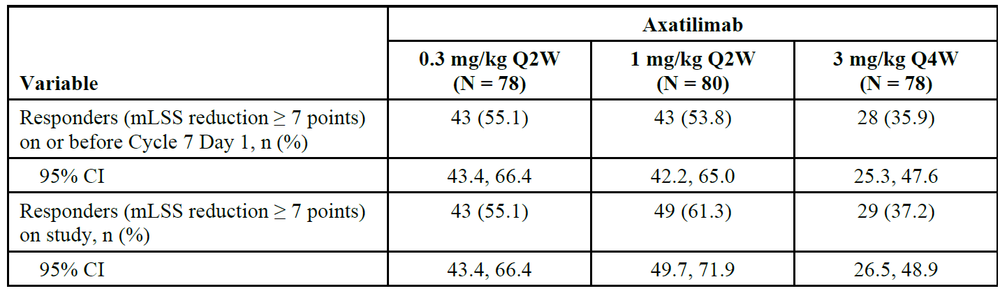 Axatilimab
Variable
0.3 mg/kg Q2W
(N = 78)
1 mg/kg Q2W
(N = 80)
3 mg/kg Q4W
(N = 78)
Responders (mLSS reduction ≥ 7 points)
on or before Cycle 7 Day 1, n (%)
43 (55.1)
43 (53.8)
28 (35.9)
95% CI
43.4, 66.4
42.2, 65.0
25.3, 47.6
Responders (mLSS reduction ≥ 7 points)
on study, n (%)
43 (55.1)
49 (61.3)
29 (37.2)
95% CI
43.4, 66.4
49.7, 71.9
26.5, 48.9